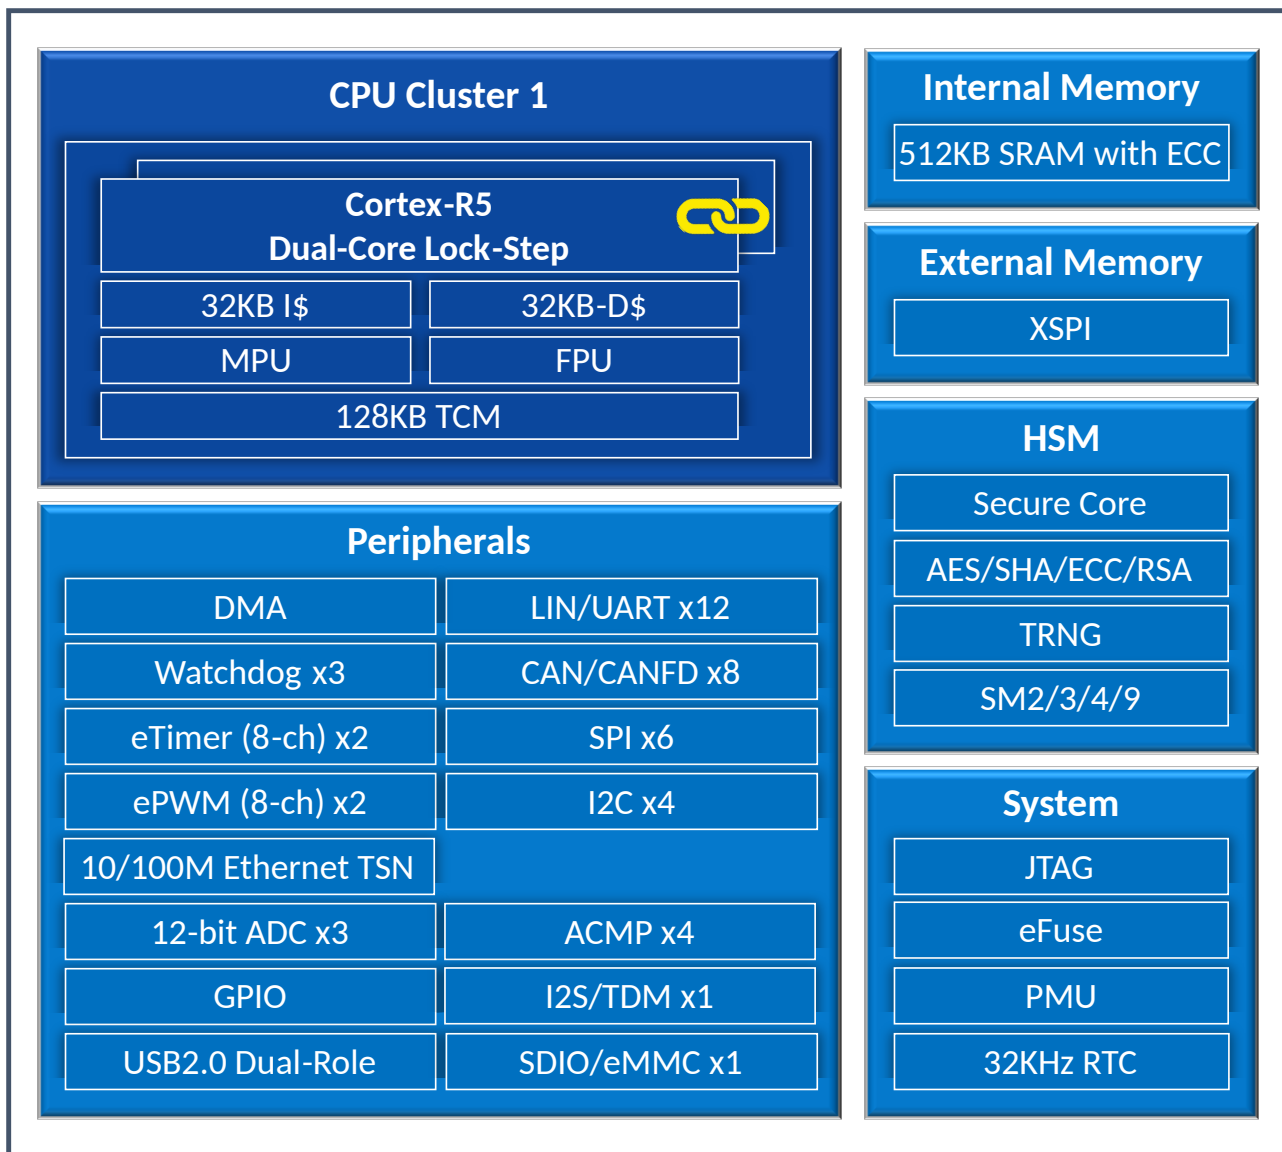 CPU Cluster 1
Cortex-R5
Dual-Core Lock-Step
32KB I$
32KB-D$
MPU
FPU
128KB TCM
Peripherals
DMA
LIN/UART x12
Watchdog x3
CAN/CANFD x8
eTimer (8-ch) x2
SPI x6
ePWM (8-ch) x2
I2C x4
10/100M Ethernet TSN
12-bit ADC x3
ACMP x4
GPIO
I2S/TDM x1
USB2.0 Dual-Role
SDIO/eMMC x1
Internal Memory
512KB SRAM with ECC
External Memory
XSPI
HSM
Secure Core
AES/SHA/ECC/RSA
TRNG
SM2/3/4/9
System
JTAG
eFuse
PMU
32KHz RTC